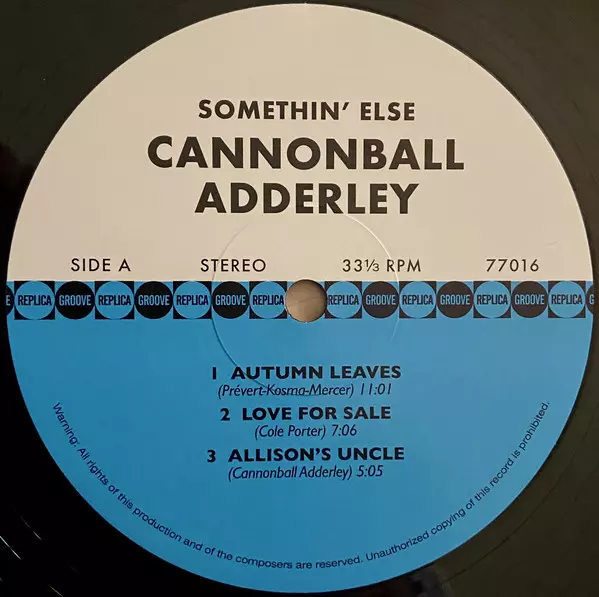 SOMETHIN' ELSE
CANNONBALL
ADDERLEY
SIDE A STEREO 33⅓ RPM 77016
REPLICA GROOVE REPLICA GROOVE REPLICA GROOVE REPLICA REPLICA GROOVE REPLICA GROOVE REPLICA GROOVE REPLICA
1 AUTUMN LEAVES
(Prévert-Kosma-Mercer) 11:01
2 LOVE FOR SALE
(Cole Porter) 7:06
3 ALLISON'S UNCLE
(Cannonball Adderley) 5:05
Warning: All rights of this production and of the composers are reserved. Unauthorized copying of this record is prohibited.